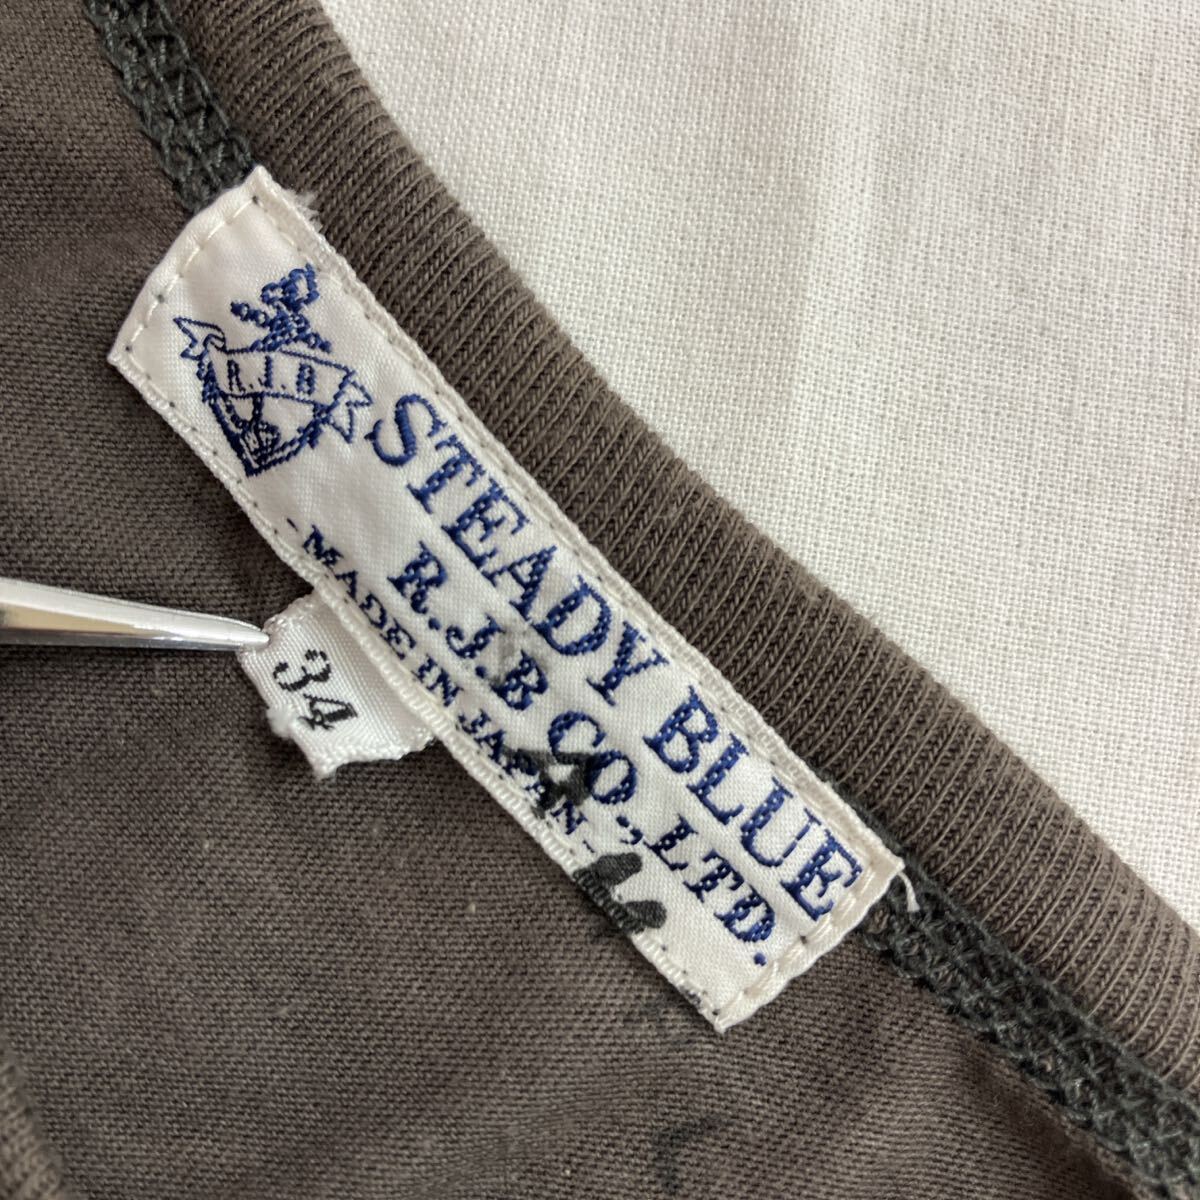 R.J.B
STEADY BLUE
R.J.B CO., LTD.
-MADE IN JAPAN-
34